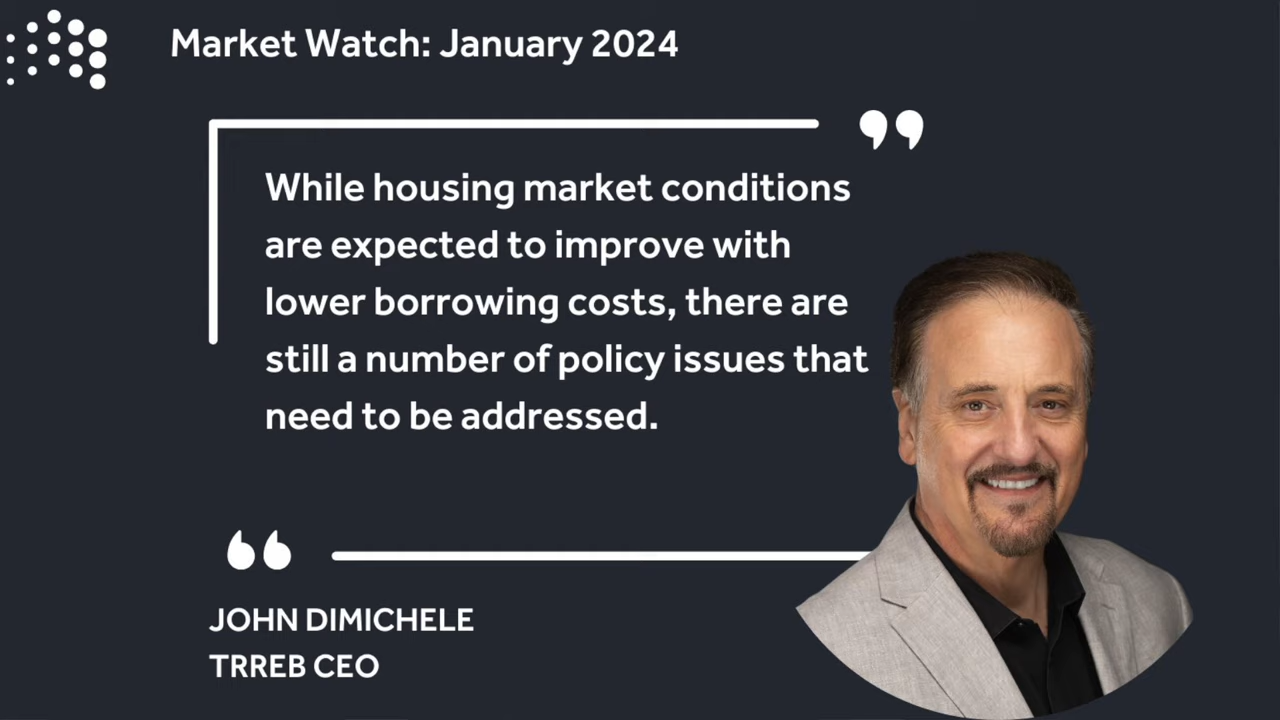 Market Watch: January 2024
While housing market conditions
are expected to improve with
lower borrowing costs, there are
still a number of policy issues that
need to be addressed.
JOHN DIMICHELE
TRREB CEO